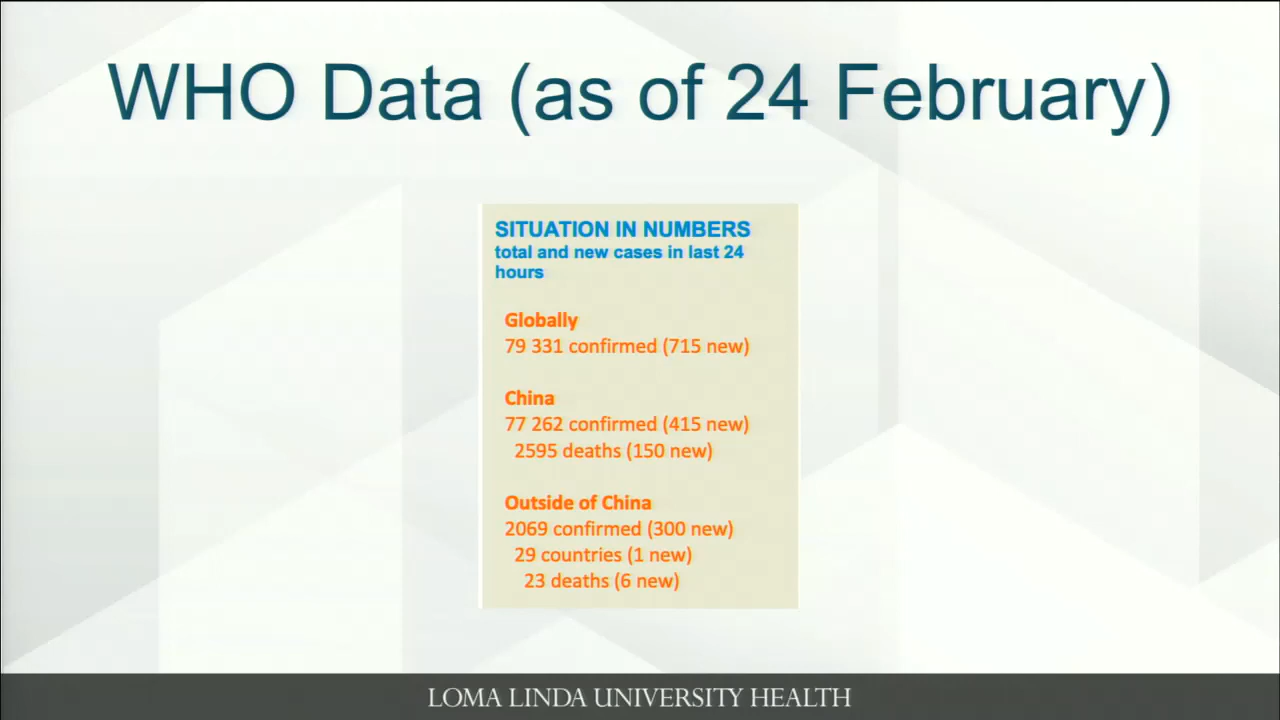 WHO Data (as of 24 February)
SITUATION IN NUMBERS
total and new cases in last 24
hours
Globally
79 331 confirmed (715 new)
China
77 262 confirmed (415 new)
2595 deaths (150 new)
Outside of China
2069 confirmed (300 new)
29 countries (1 new)
23 deaths (6 new)
LOMA LINDA UNIVERSITY HEALTH